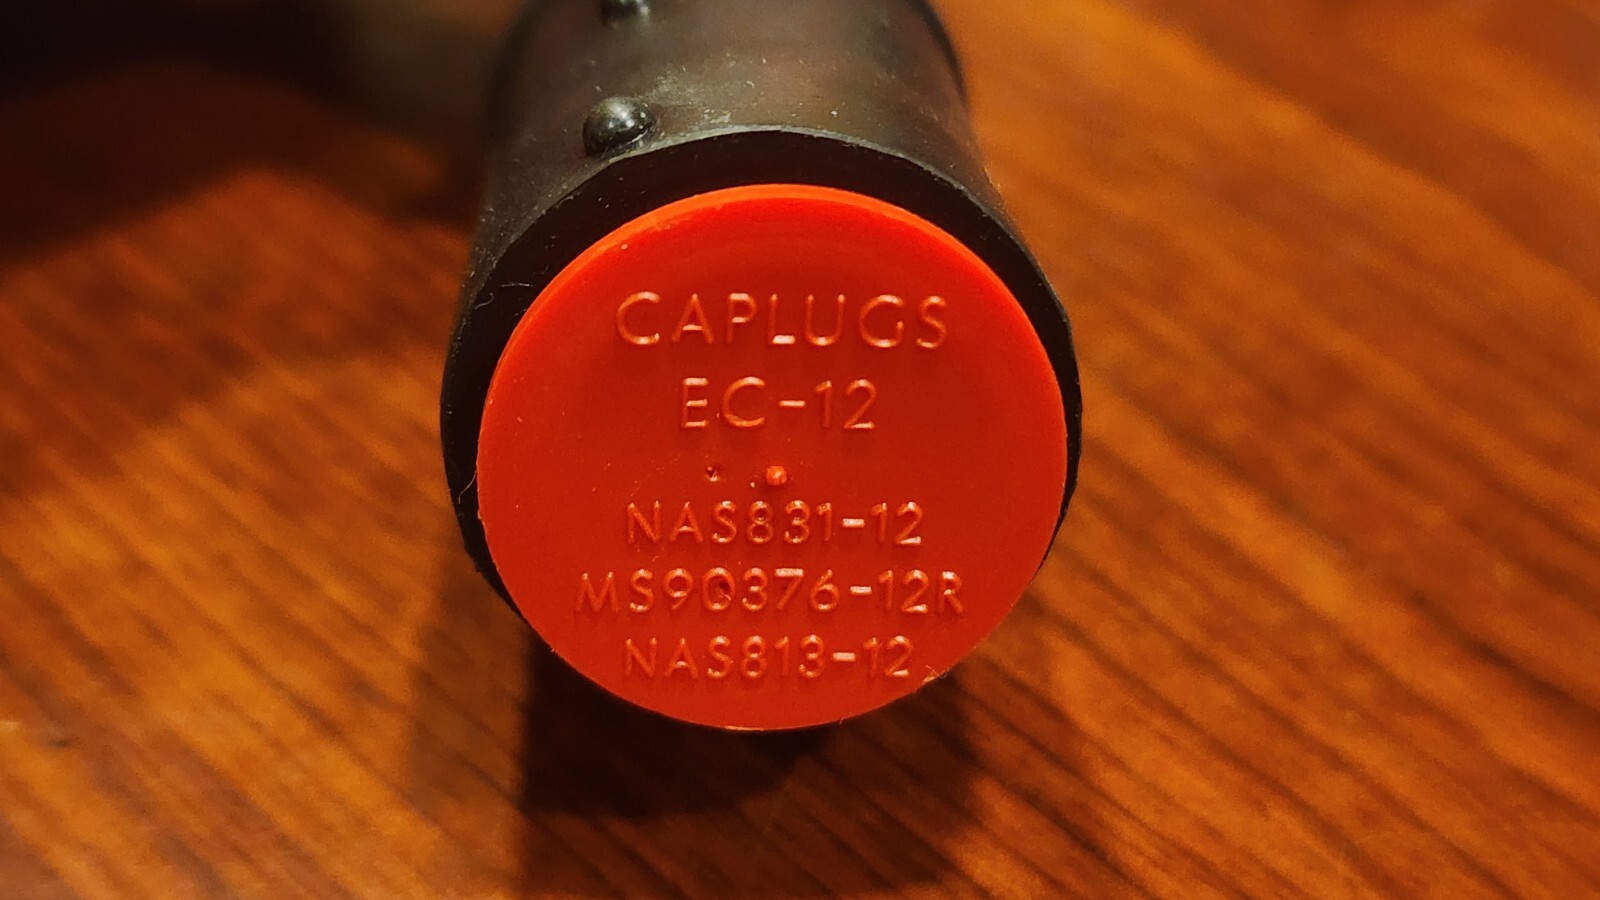 CAPLUGS
EC-12
NAS831-12
MS90376-12R
NAS813-12